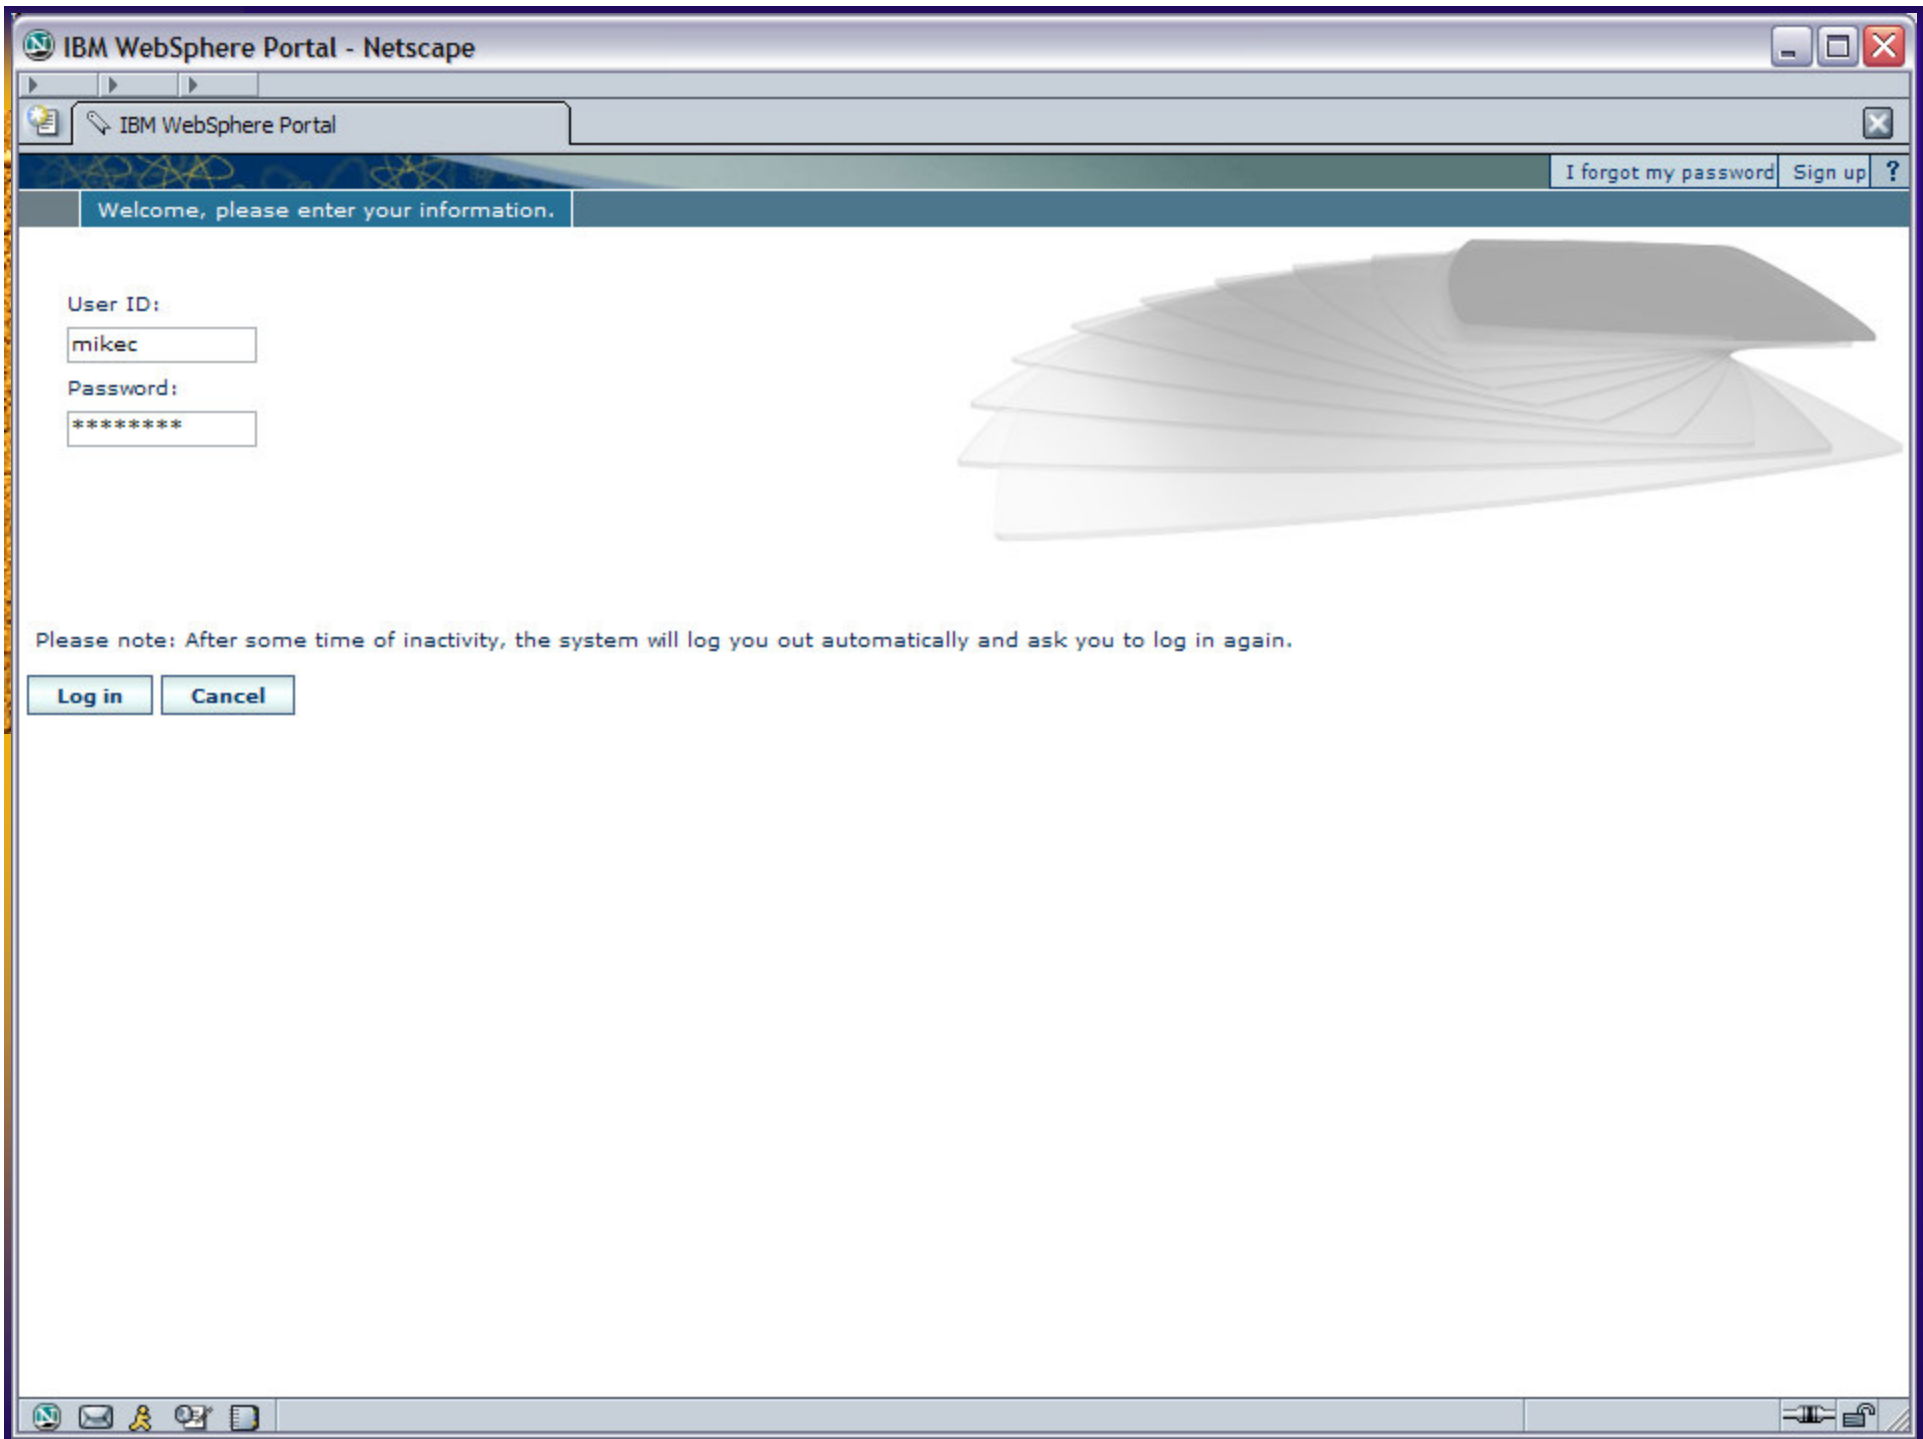 IBM WebSphere Portal - Netscape
IBM WebSphere Portal
I forgot my password Sign up ?
Welcome, please enter your information.
User ID:
mikec
Password:
********
Please note: After some time of inactivity, the system will log you out automatically and ask you to log in again.
Log in Cancel